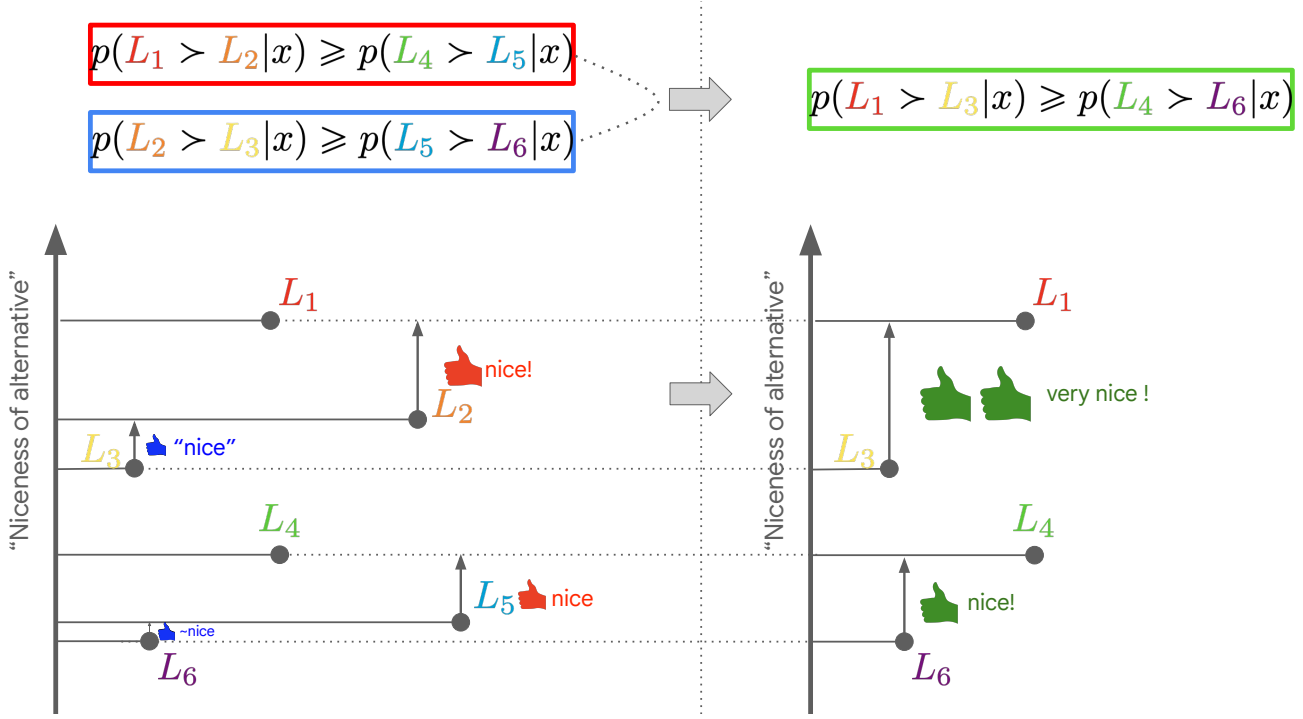 p(L₁ ≻ L₂|x) ⩾ p(L₄ ≻ L₅|x)
p(L₂ ≻ L₃|x) ⩾ p(L₅ ≻ L₆|x)
p(L₁ ≻ L₃|x) ⩾ p(L₄ ≻ L₆|x)
“Niceness of alternative”
L₁
nice!
L₂
“nice”
L₃
L₄
L₅ nice
~nice
L₆
“Niceness of alternative”
L₁
very nice !
L₃
L₄
nice!
L₆